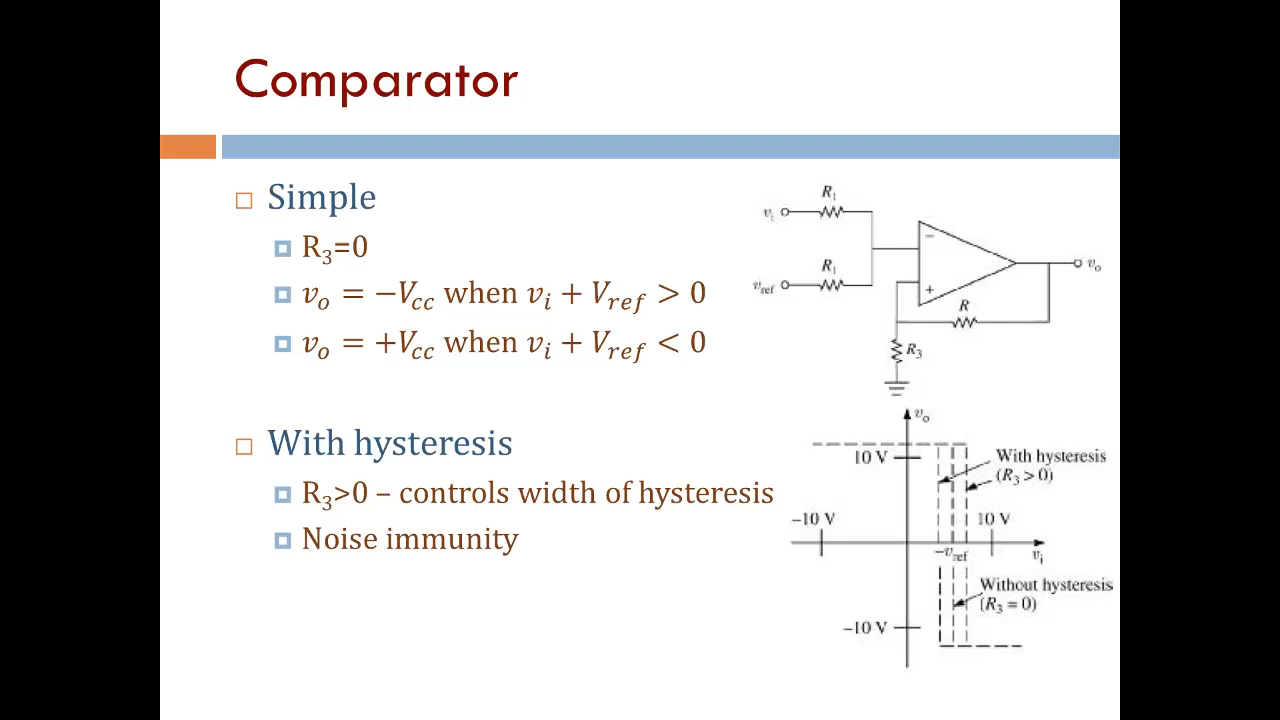 Comparator
Simple
R₃=0
𝑣ₒ = −V_cc when 𝑣ᵢ + V_ref > 0
𝑣ₒ = +V_cc when 𝑣ᵢ + V_ref < 0
With hysteresis
R₃>0 – controls width of hysteresis
Noise immunity
R₁
vᵢ
R₁
v_ref
−
+
vₒ
R
R₃
vₒ
10 V
With hysteresis
(R₃ > 0)
−10 V
10 V
−v_ref
vᵢ
Without hysteresis
(R₃ = 0)
−10 V